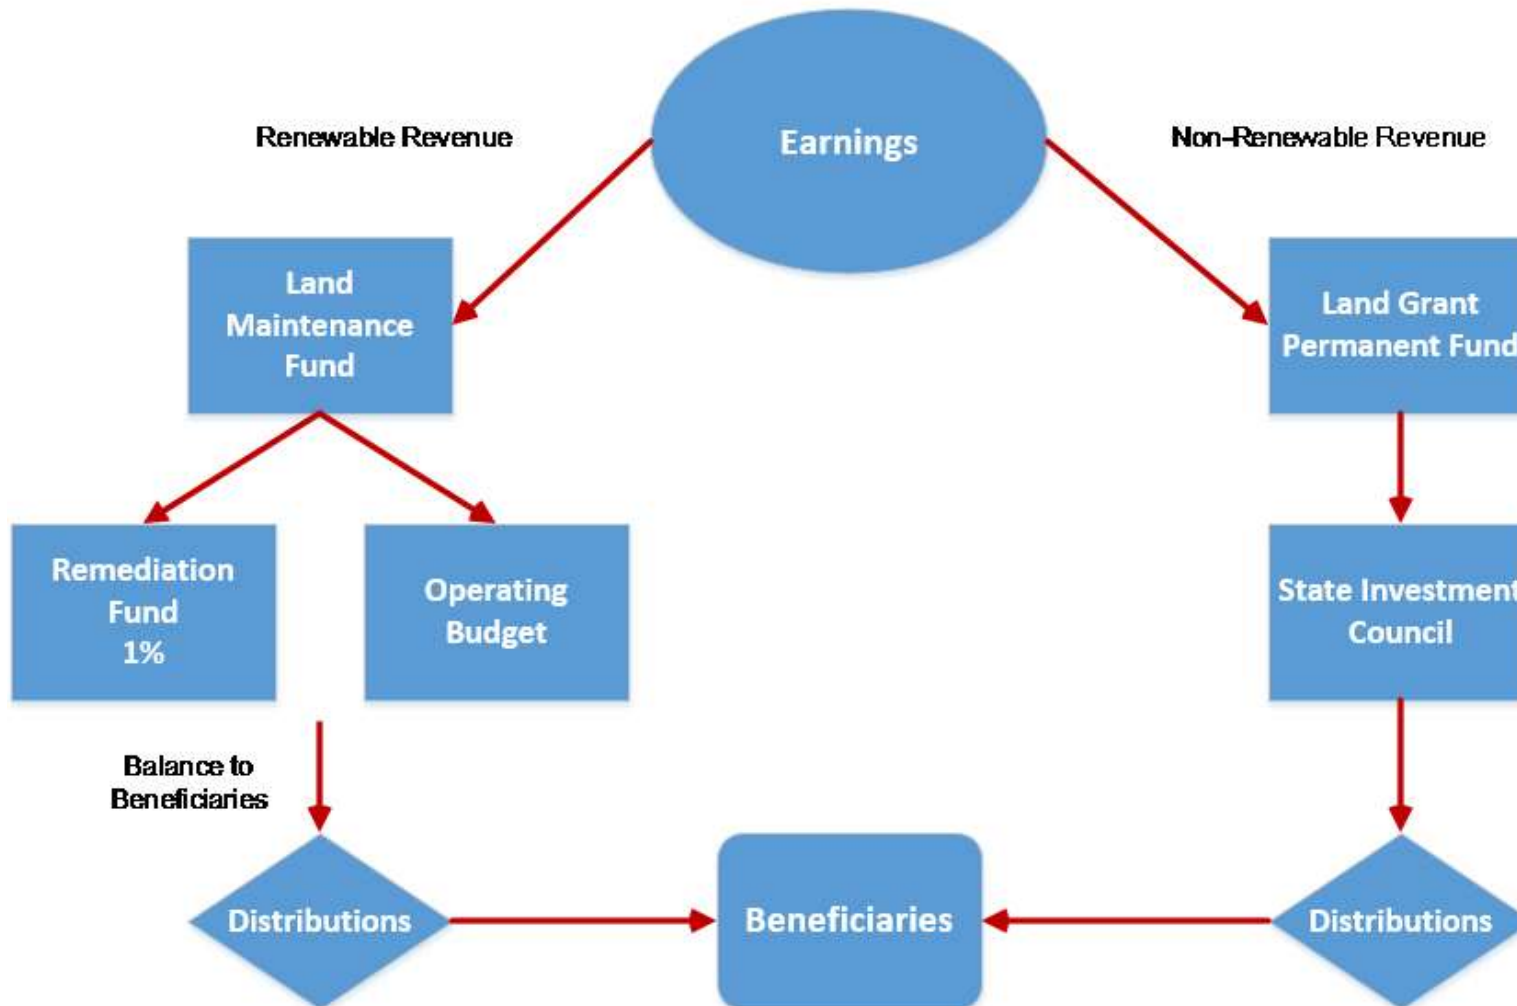 Earnings
Renewable Revenue
Non-Renewable Revenue
Land
Maintenance
Fund
Land Grant
Permanent Fund
Remediation
Fund
1%
Operating
Budget
State Investment
Council
Balance to
Beneficiaries
Distributions
Beneficiaries
Distributions